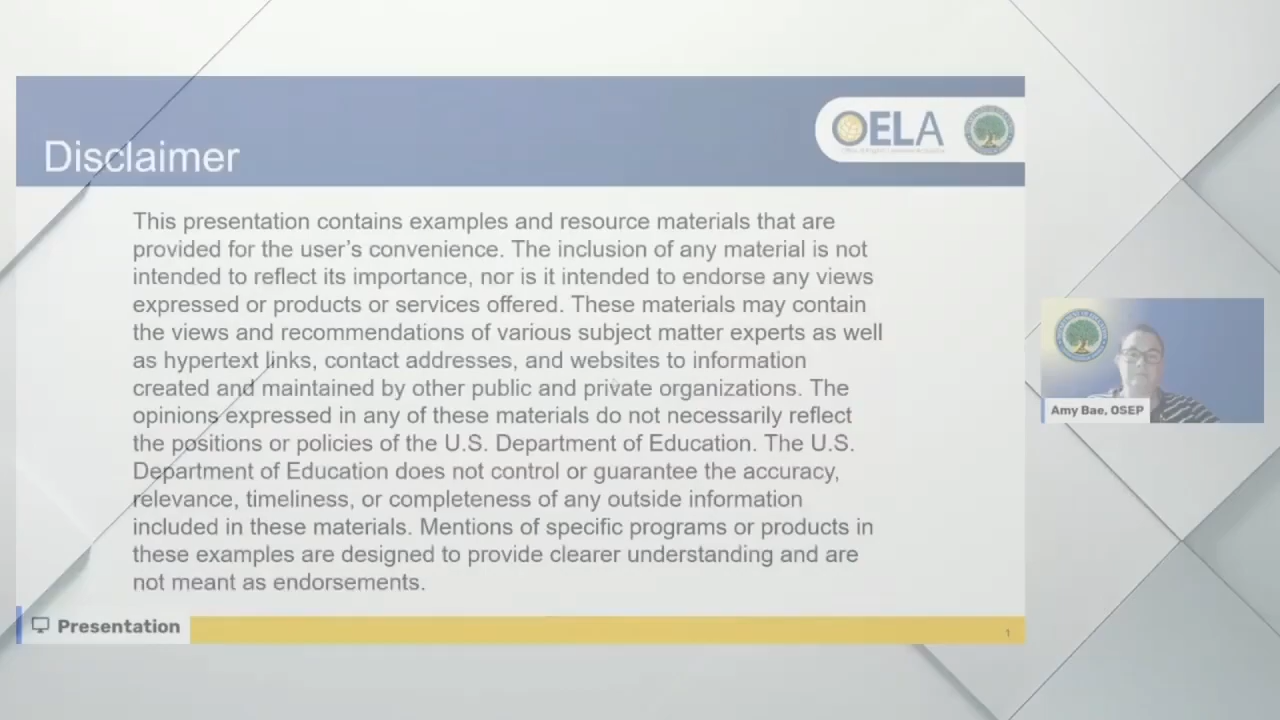 Disclaimer
OELA
This presentation contains examples and resource materials that are
provided for the user’s convenience. The inclusion of any material is not
intended to reflect its importance, nor is it intended to endorse any views
expressed or products or services offered. These materials may contain
the views and recommendations of various subject matter experts as well
as hypertext links, contact addresses, and websites to information
created and maintained by other public and private organizations. The
opinions expressed in any of these materials do not necessarily reflect
the positions or policies of the U.S. Department of Education. The U.S.
Department of Education does not control or guarantee the accuracy,
relevance, timeliness, or completeness of any outside information
included in these materials. Mentions of specific programs or products in
these examples are designed to provide clearer understanding and are
not meant as endorsements.
Presentation
1
Amy Bae, OSEP